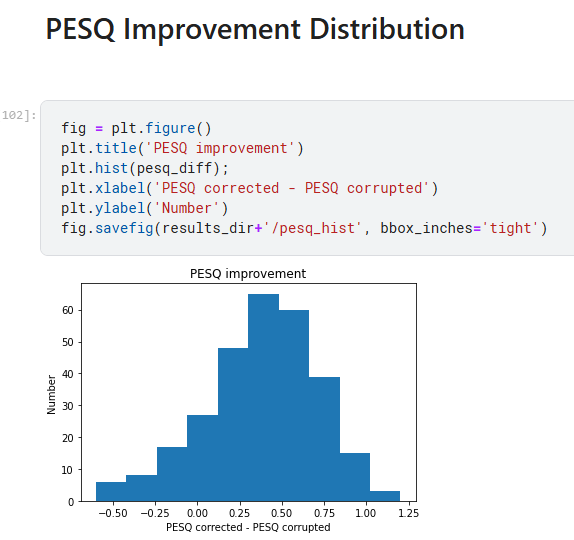 PESQ Improvement Distribution
102]:
fig = plt.figure()
plt.title('PESQ improvement')
plt.hist(pesq_diff);
plt.xlabel('PESQ corrected - PESQ corrupted')
plt.ylabel('Number')
fig.savefig(results_dir+'/pesq_hist', bbox_inches='tight')
PESQ improvement
60
50
40
30
20
10
0
Number
−0.50 −0.25 0.00 0.25 0.50 0.75 1.00 1.25
PESQ corrected - PESQ corrupted